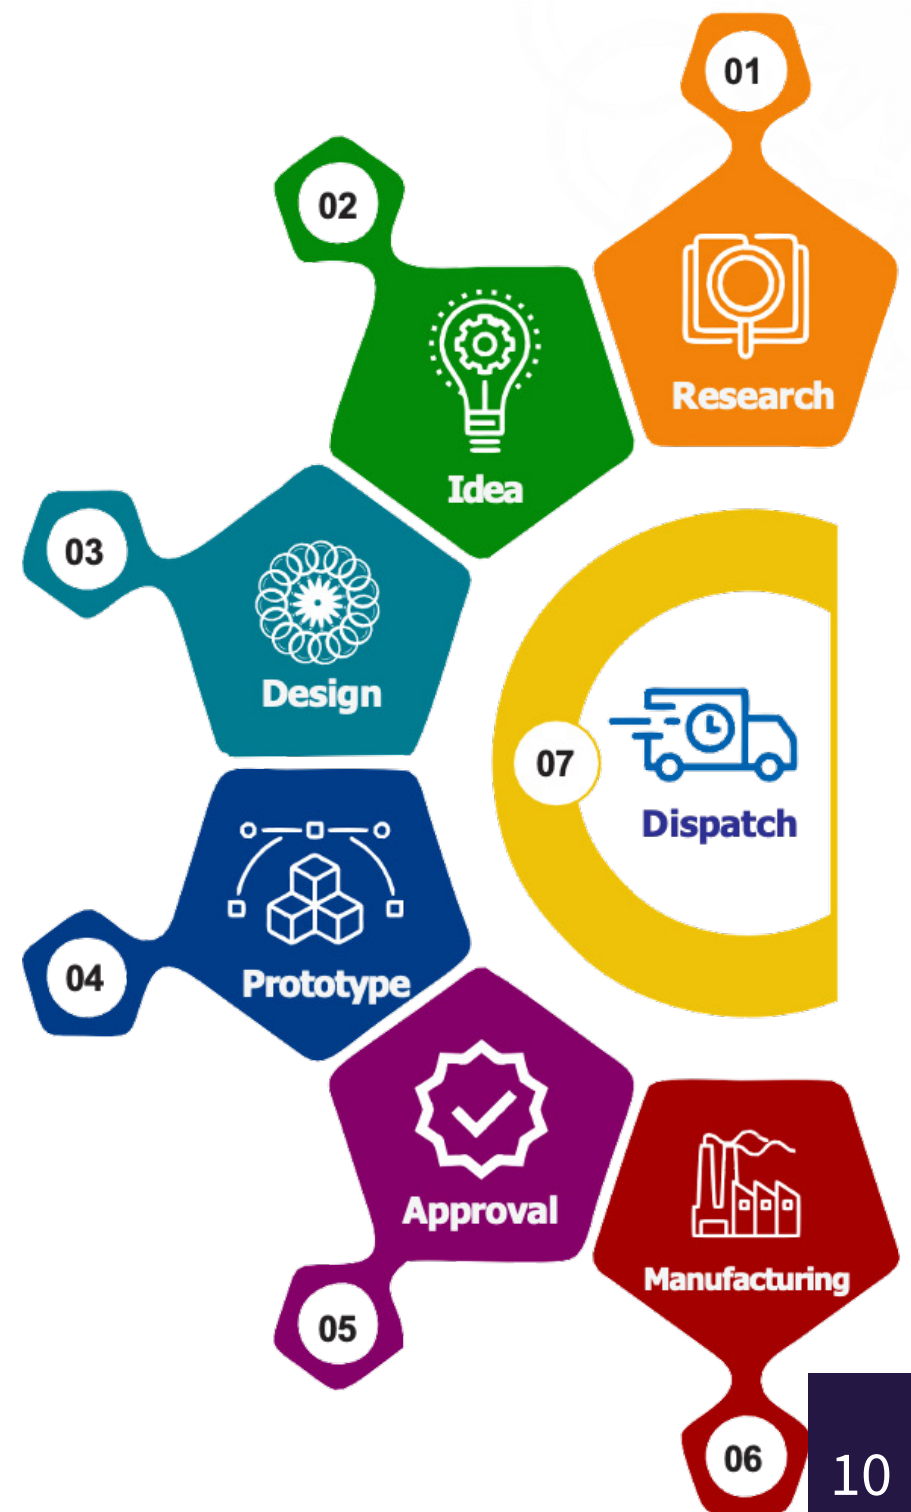 01
Research
02
Idea
03
Design
04
Prototype
05
Approval
06
Manufacturing
07
Dispatch
10